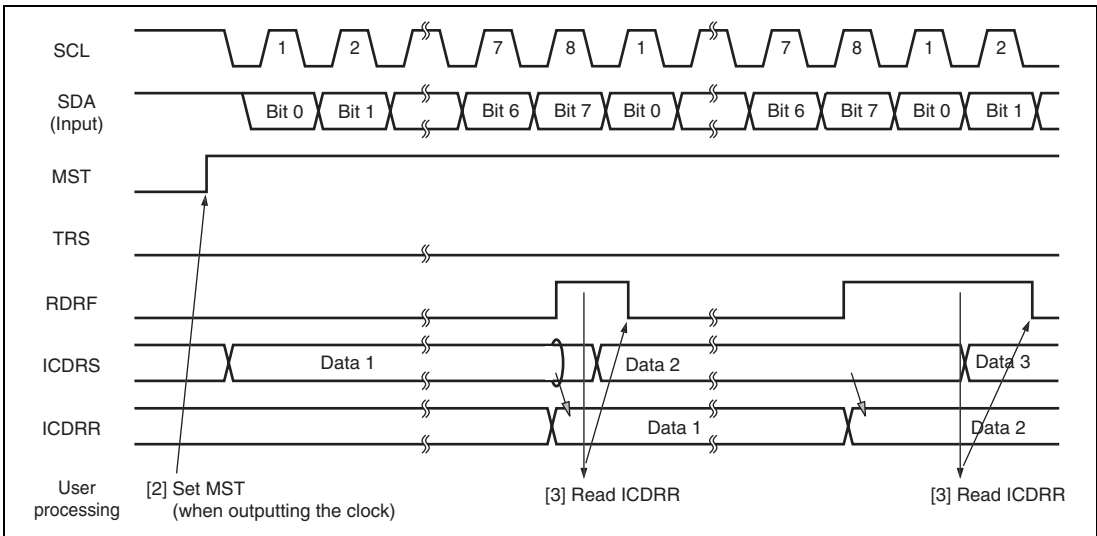 SCL 1 2 7 8 1 7 8 1 2
SDA
(Input) Bit 0 Bit 1 Bit 6 Bit 7 Bit 0 Bit 6 Bit 7 Bit 0 Bit 1
MST
TRS
RDRF
ICDRS Data 1 Data 2 Data 3
ICDRR Data 1 Data 2
User
processing
[2] Set MST
(when outputting the clock)
[3] Read ICDRR
[3] Read ICDRR